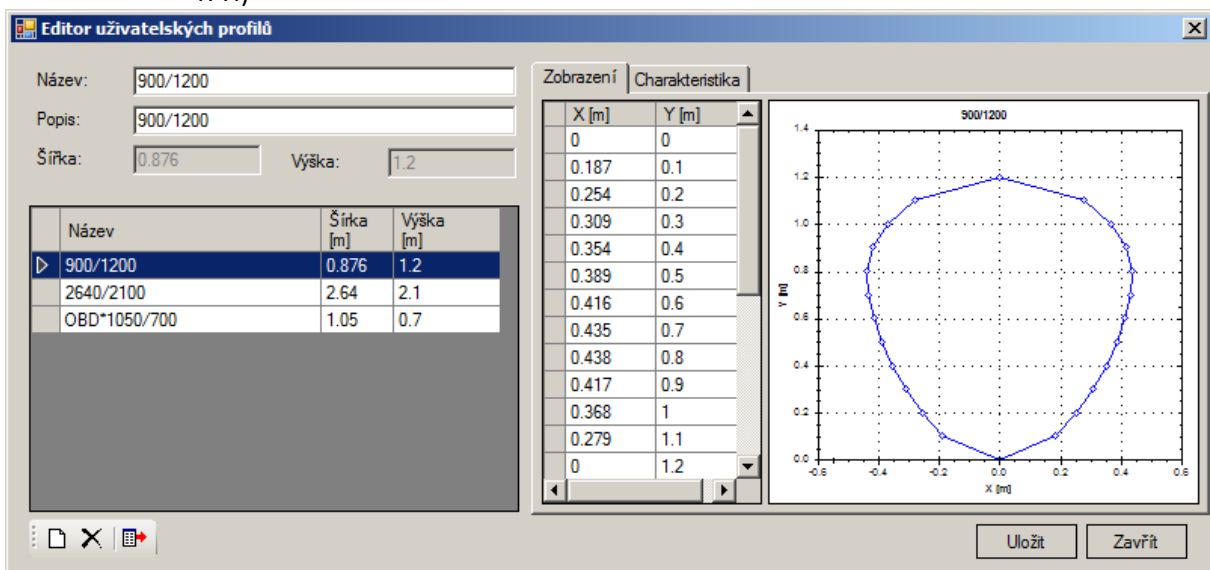 Editor uživatelských profilů
Název: 900/1200
Popis: 900/1200
Šířka: 0.876 Výška: 1.2
Název Šírka [m] Výška [m]
900/1200 0.876 1.2
2640/2100 2.64 2.1
OBD*1050/700 1.05 0.7
Zobrazení Charakteristika
X [m] Y [m]
0 0
0.187 0.1
0.254 0.2
0.309 0.3
0.354 0.4
0.389 0.5
0.416 0.6
0.435 0.7
0.438 0.8
0.417 0.9
0.368 1
0.279 1.1
0 1.2
900/1200
1.4
1.2
1.0
0.8
Y [m]
0.6
0.4
0.2
0.0
-0.6 -0.4 -0.2 0.0 0.2 0.4 0.6
X [m]
Uložit Zavřít